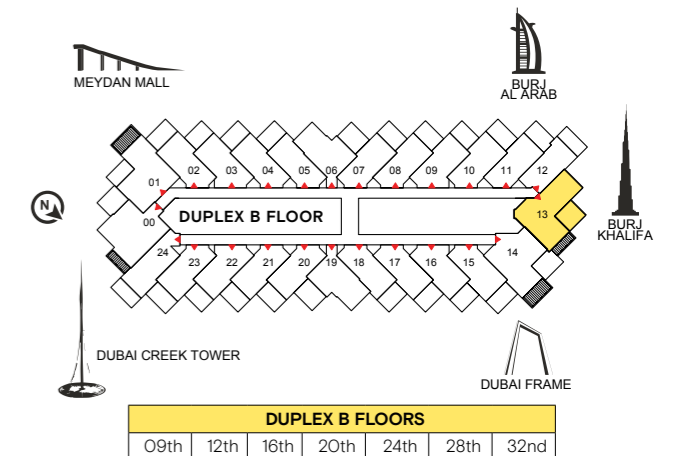 MEYDAN MALL
BURJ
AL ARAB
BURJ
KHALIFA
N
01
02
03
04
05
06
07
08
09
10
11
12
13
00
DUPLEX B FLOOR
24
23
22
21
20
19
18
17
16
15
14
DUBAI CREEK TOWER
DUBAI FRAME
DUPLEX B FLOORS
09th 12th 16th 20th 24th 28th 32nd